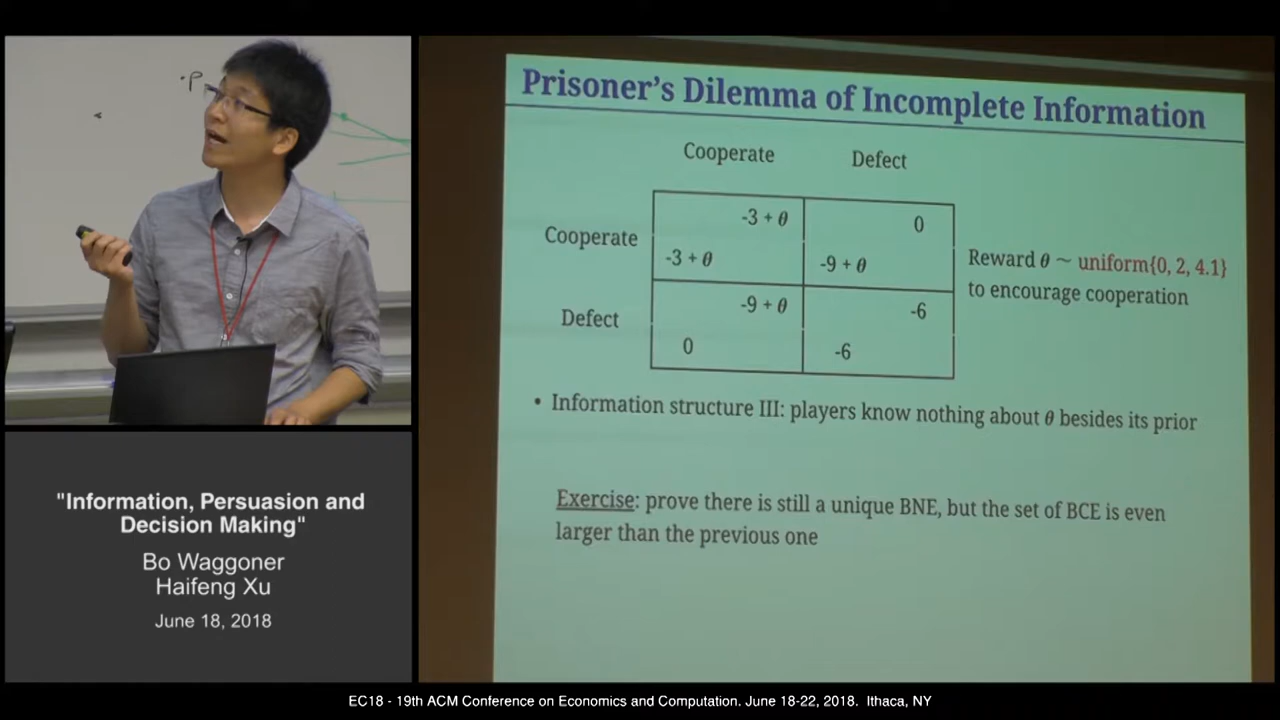 P
Prisoner's Dilemma of Incomplete Information
Cooperate Defect
Cooperate
-3 + θ
-3 + θ
0
-9 + θ
Defect
-9 + θ
0
-6
-6
Reward θ ~ uniform{0, 2, 4.1}
to encourage cooperation
• Information structure III: players know nothing about θ besides its prior
Exercise: prove there is still a unique BNE, but the set of BCE is even
larger than the previous one
"Information, Persuasion and
Decision Making"
Bo Waggoner
Haifeng Xu
June 18, 2018
EC18 - 19th ACM Conference on Economics and Computation. June 18-22, 2018. Ithaca, NY